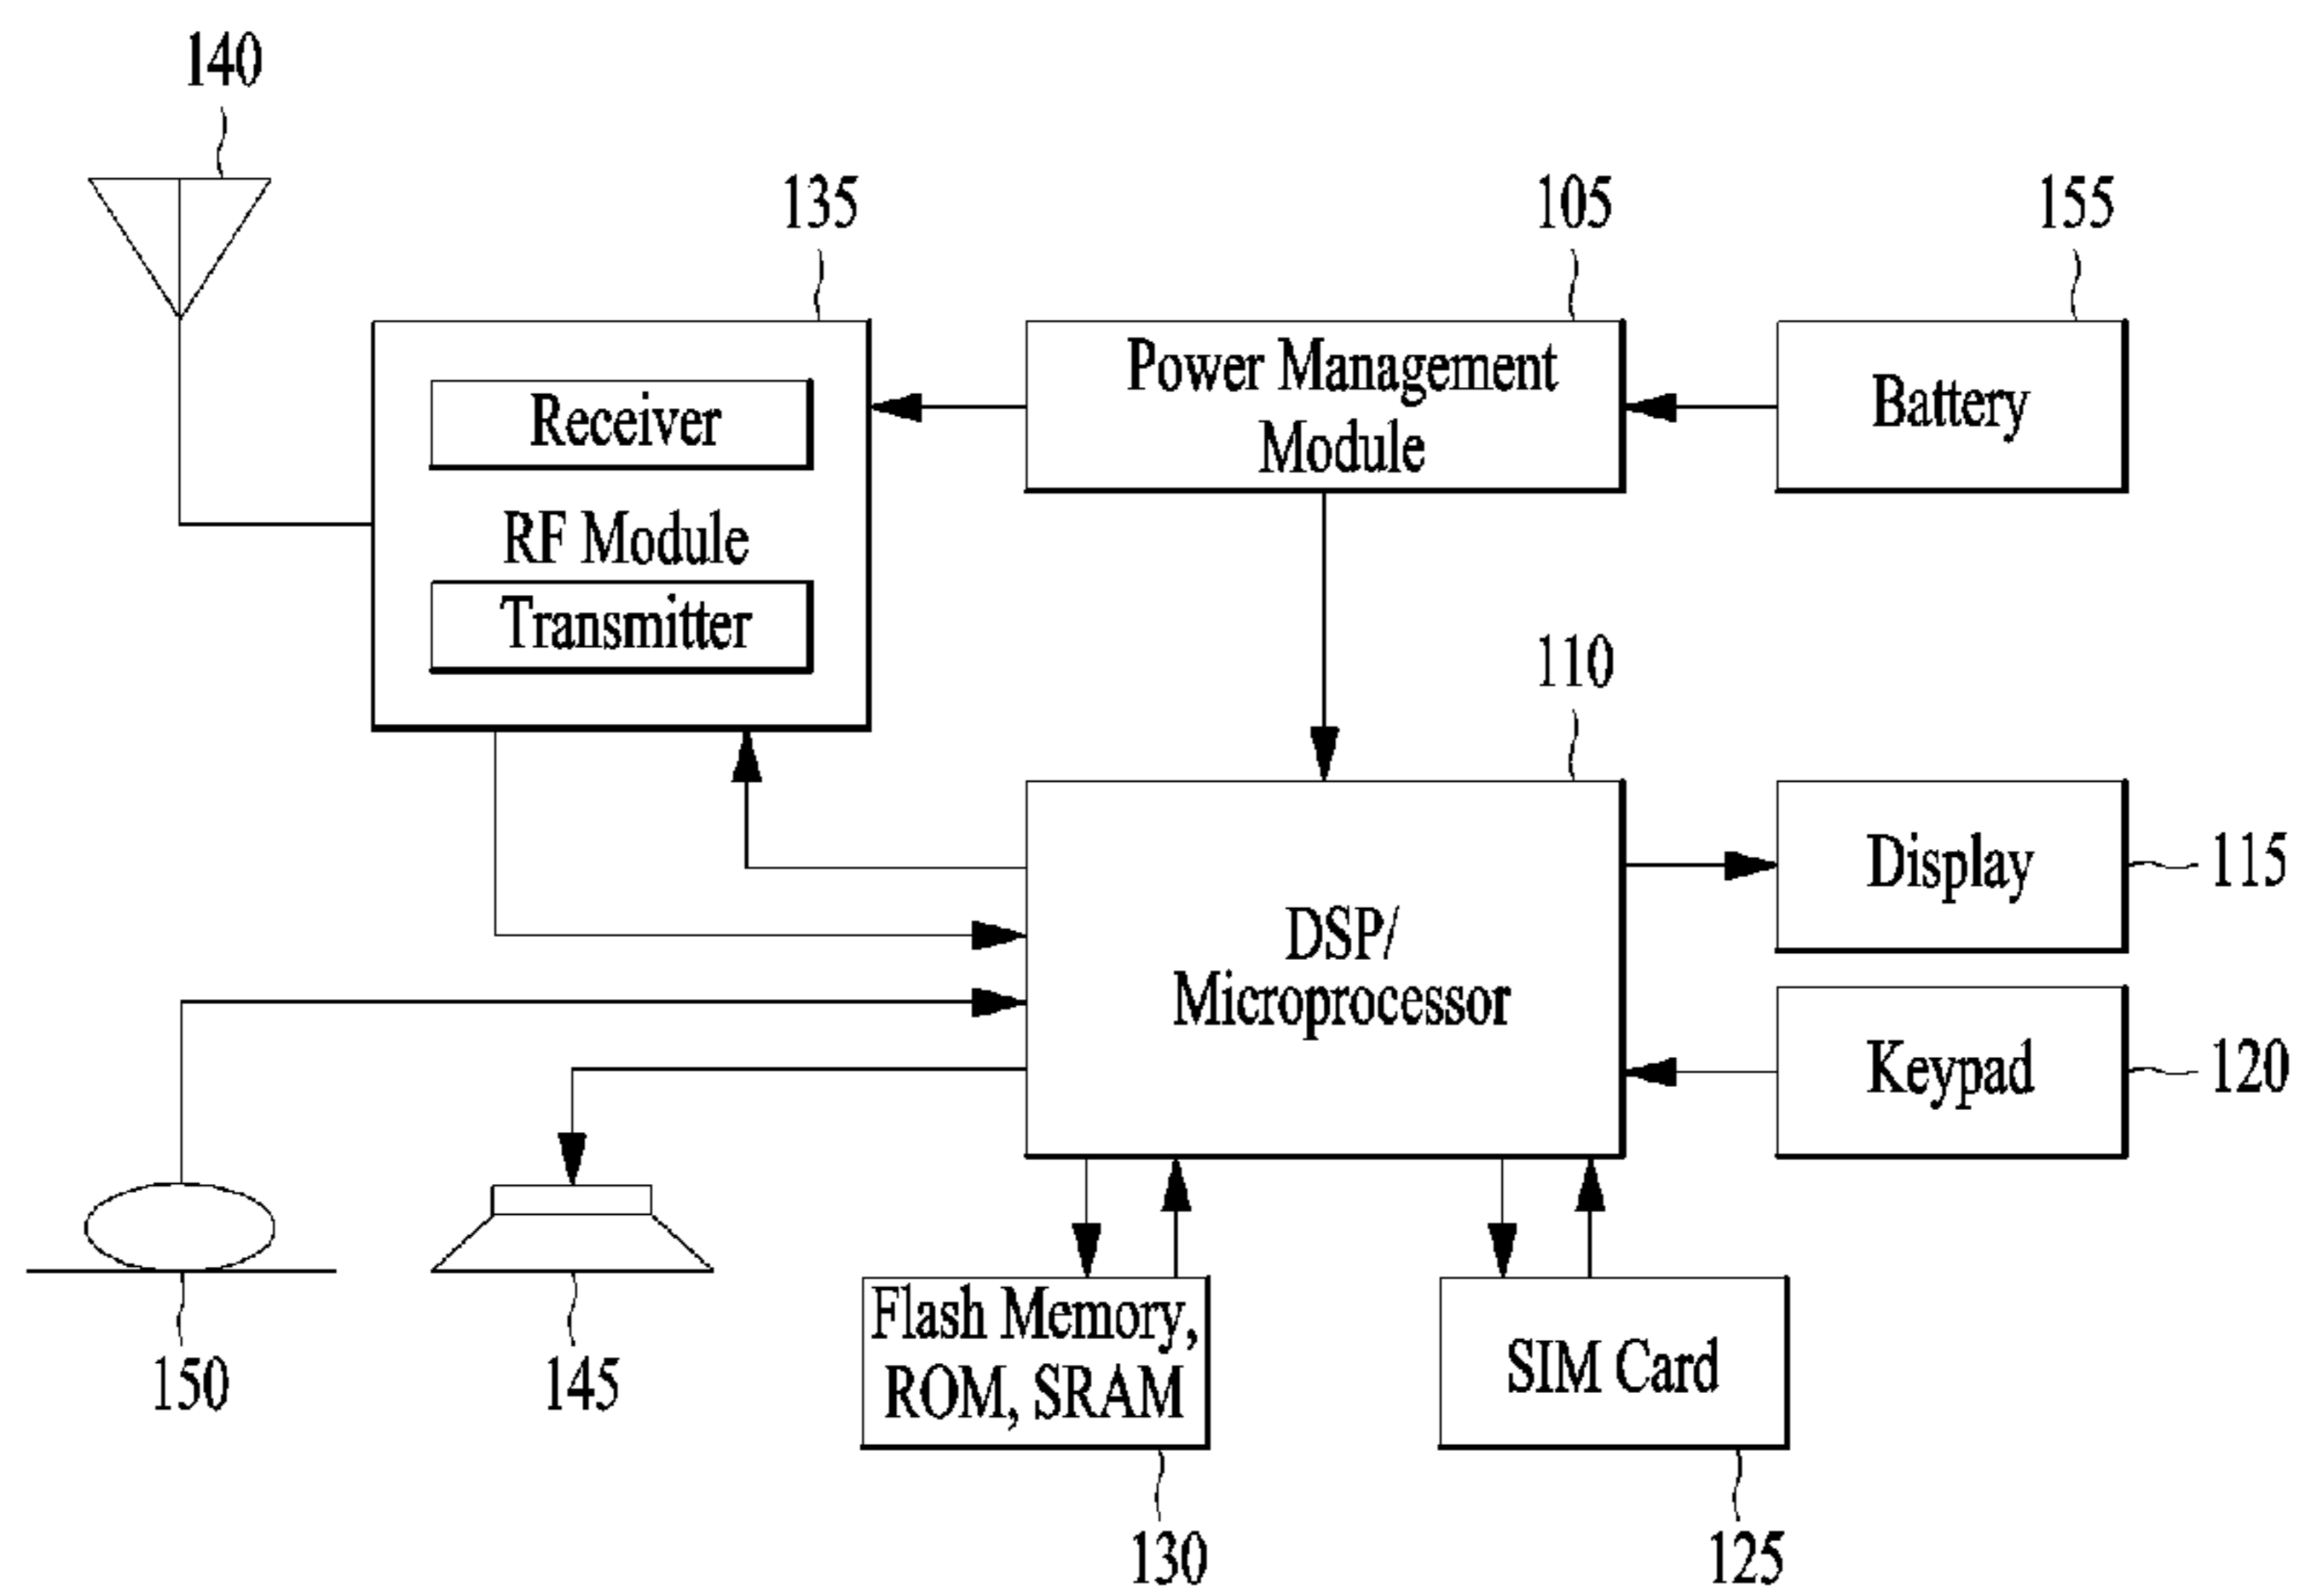 140
135
105
155
Receiver
RF Module
Transmitter
Power Management
Module
Battery
110
DSP/
Microprocessor
Display
115
Keypad
120
150
145
Flash Memory,
ROM, SRAM
SIM Card
130
125